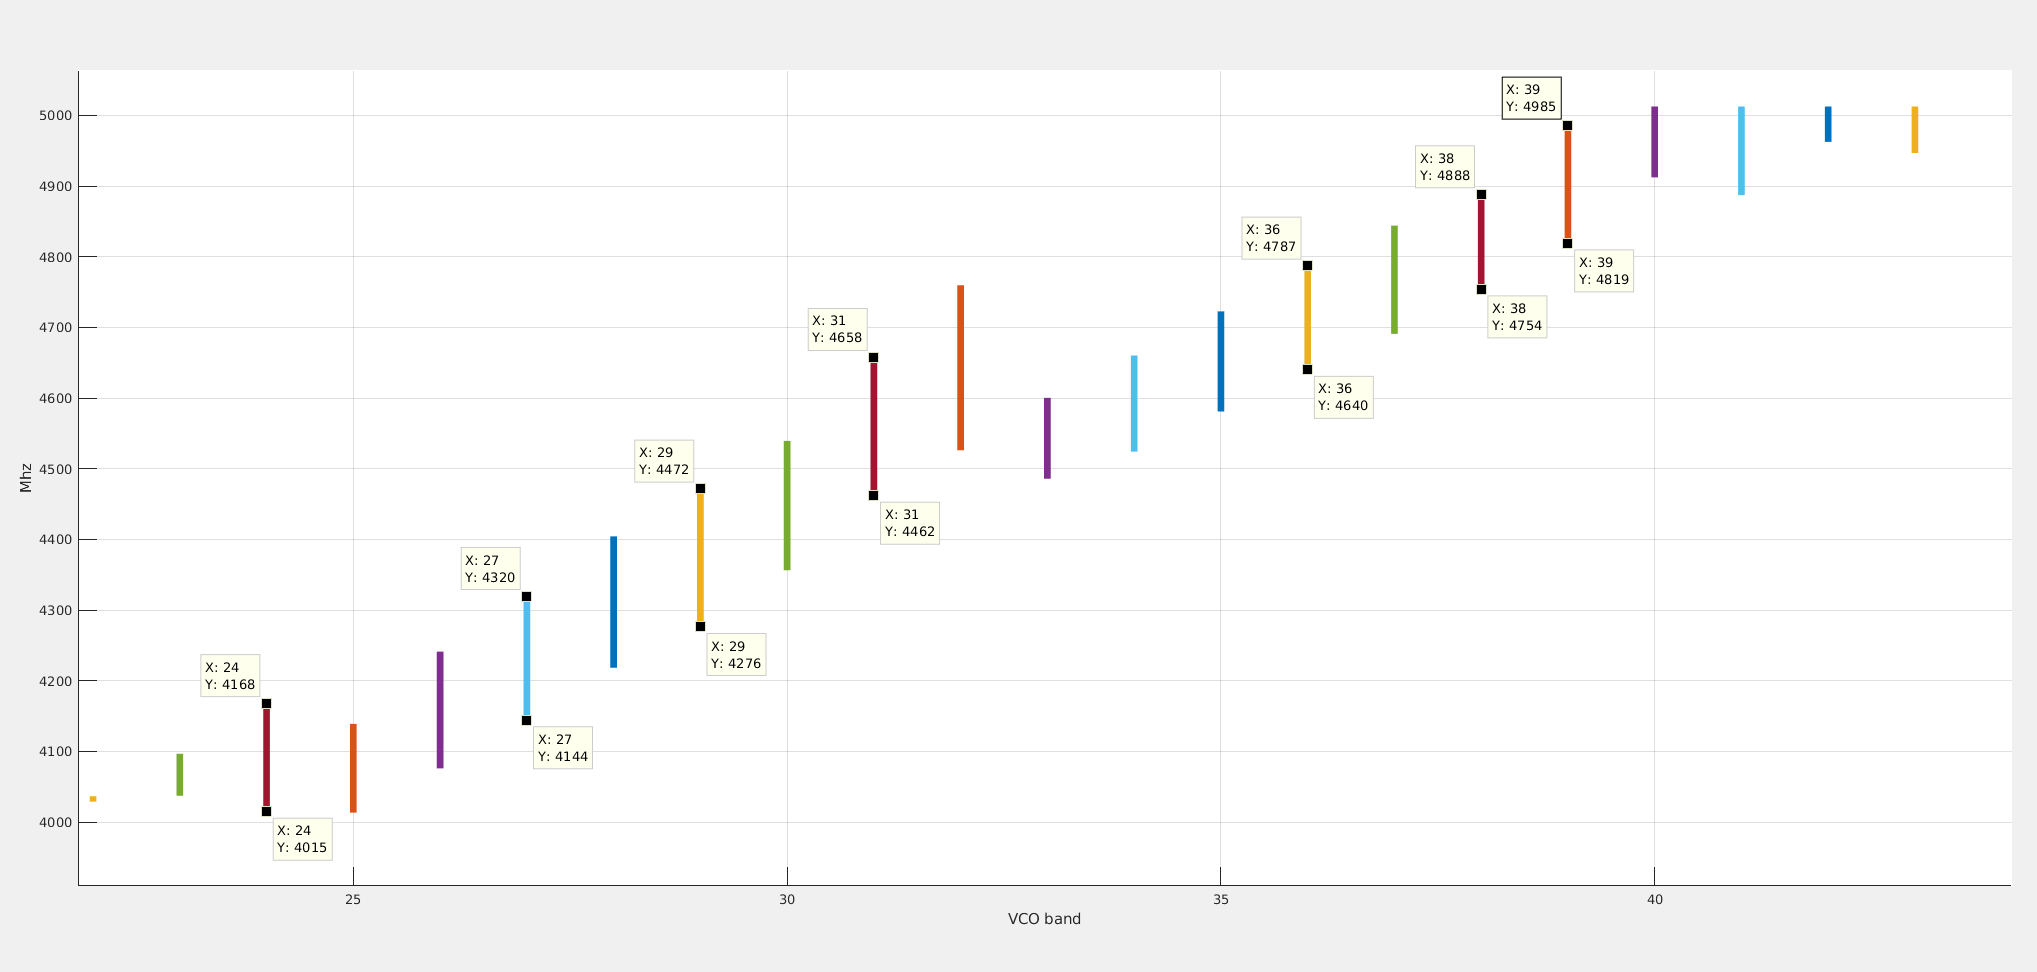 X: 39
Y: 4985
5000
X: 38
Y: 4888
4900
X: 36
Y: 4787
4800
X: 39
Y: 4819
X: 31
Y: 4658
X: 38
Y: 4754
4700
X: 36
Y: 4640
4600
X: 29
Y: 4472
4500
Mhz
X: 31
Y: 4462
X: 27
Y: 4320
4400
4300
X: 29
Y: 4276
X: 24
Y: 4168
4200
X: 27
Y: 4144
4100
4000
X: 24
Y: 4015
25
30
35
40
VCO band